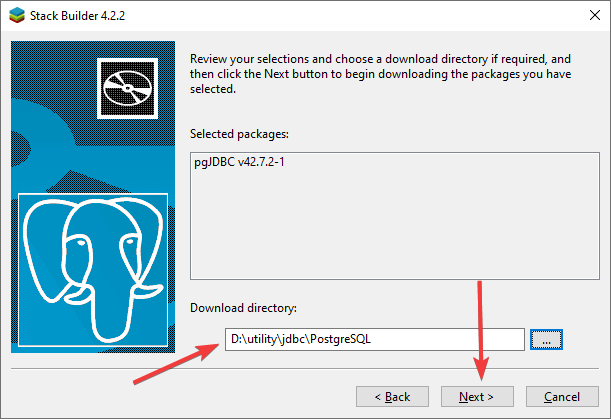 Stack Builder 4.2.2
Review your selections and choose a download directory if required, and
then click the Next button to begin downloading the packages you have
selected.
Selected packages:
pgJDBC v42.7.2-1
Download directory:
D:\utility\jdbc\PostgreSQL
...
< Back
Next >
Cancel